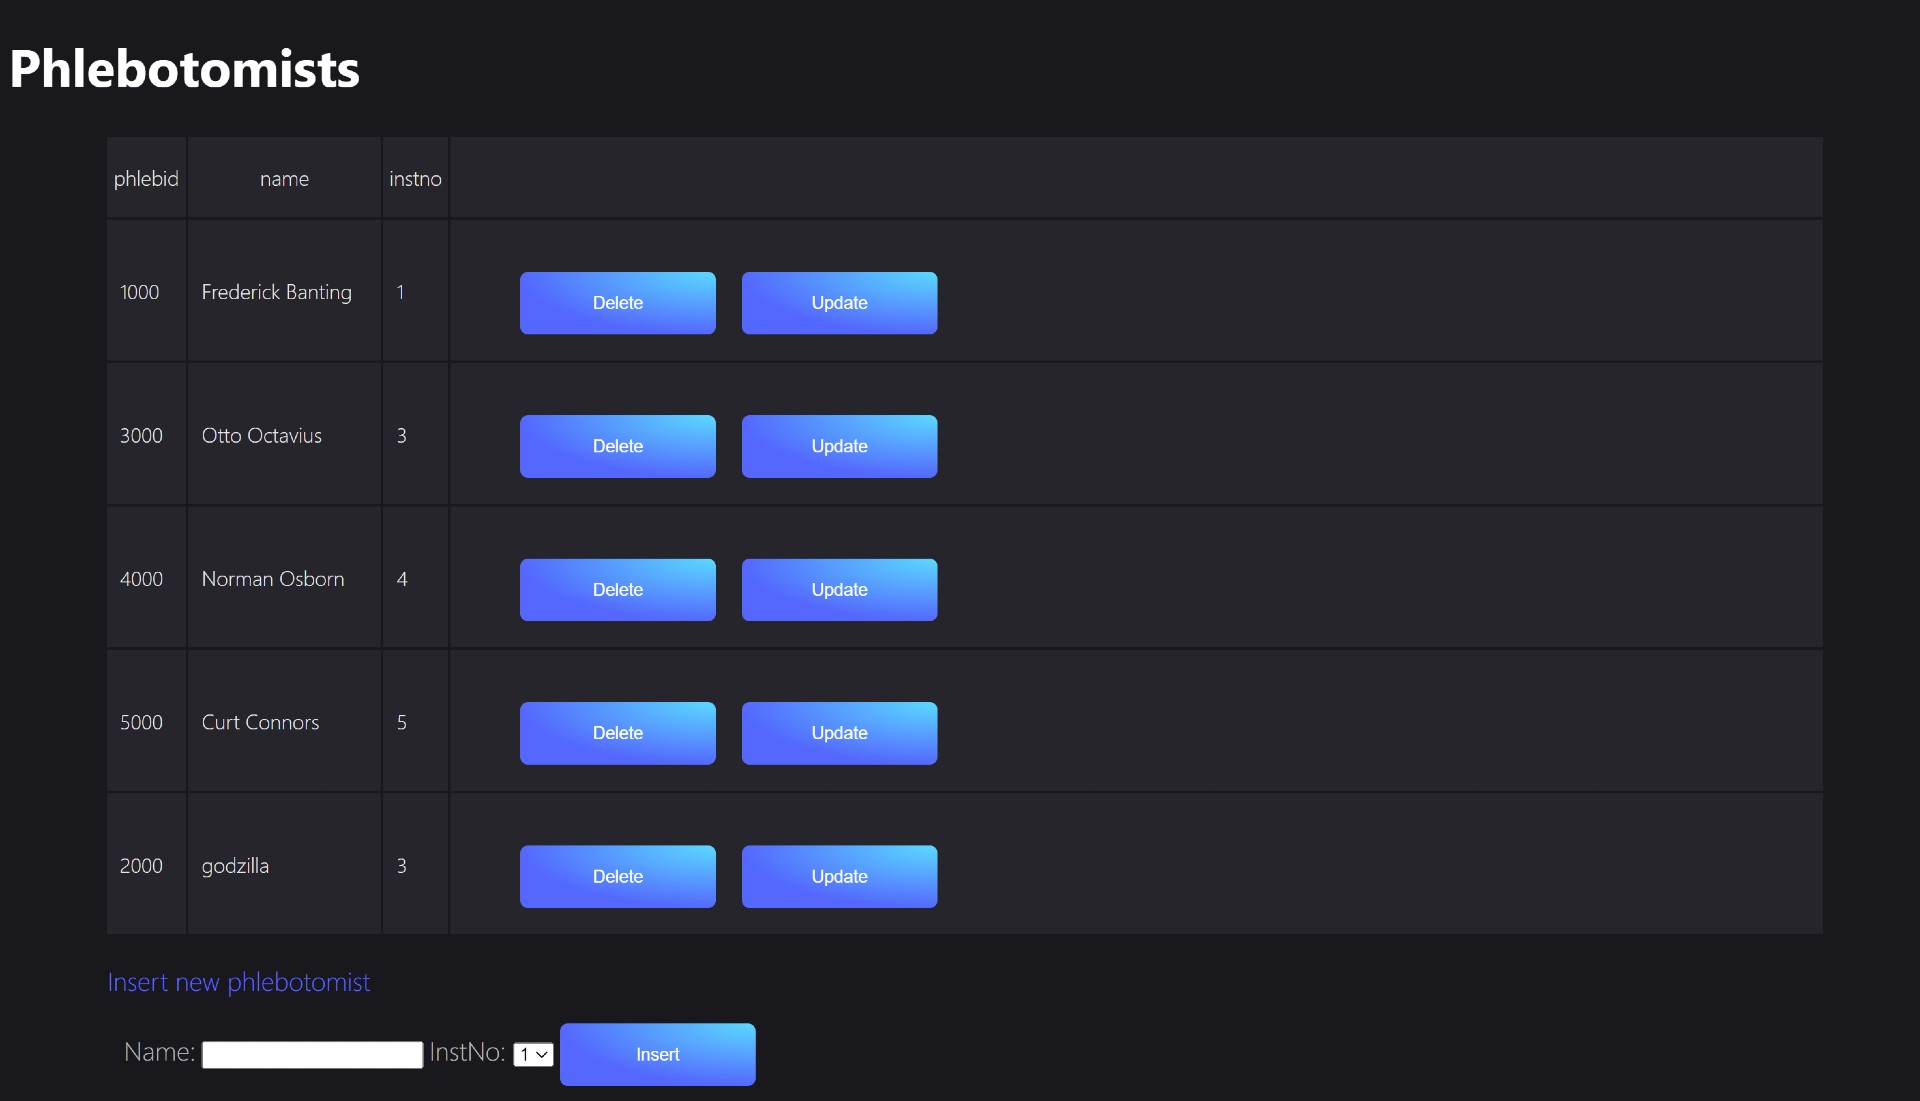 Phlebotomists
phlebid name instno
1000 Frederick Banting 1 Delete Update
3000 Otto Octavius 3 Delete Update
4000 Norman Osborn 4 Delete Update
5000 Curt Connors 5 Delete Update
2000 godzilla 3 Delete Update
Insert new phlebotomist
Name: InstNo: 1 Insert